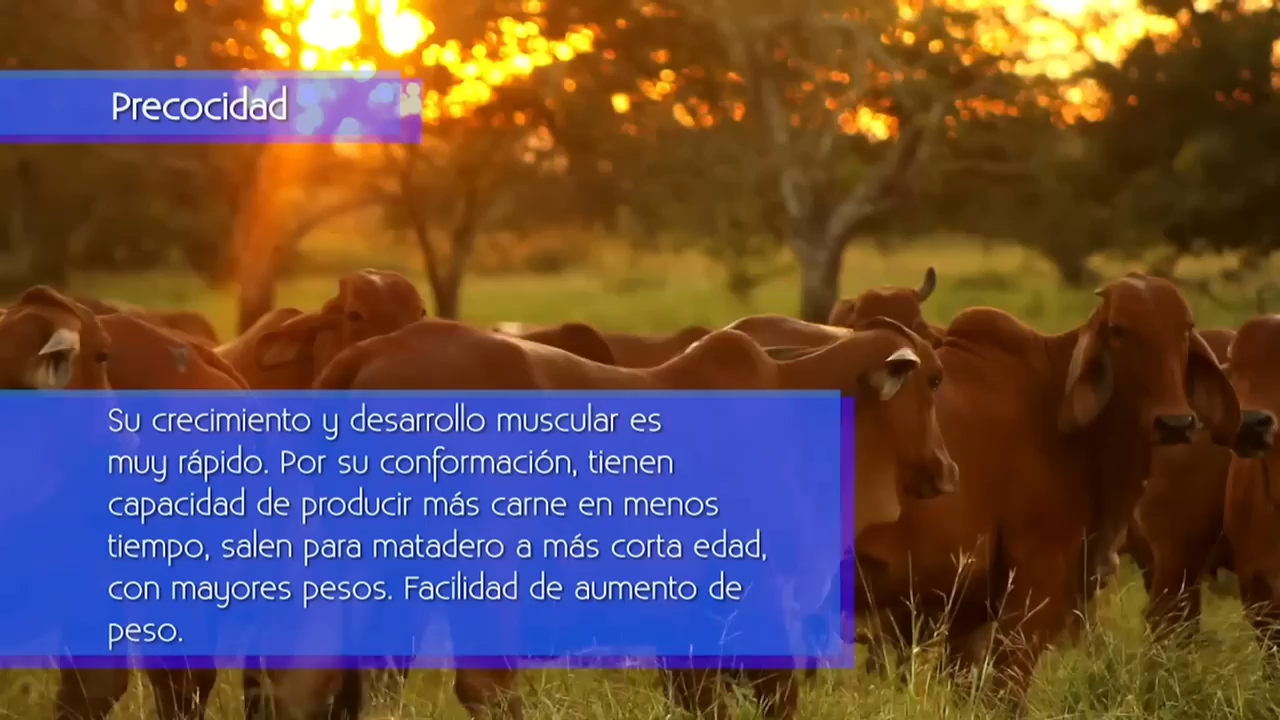 Precocidad
Su crecimiento y desarrollo muscular es
muy rápido. Por su conformación, tienen
capacidad de producir más carne en menos
tiempo, salen para matadero a más corta edad,
con mayores pesos. Facilidad de aumento de
peso.